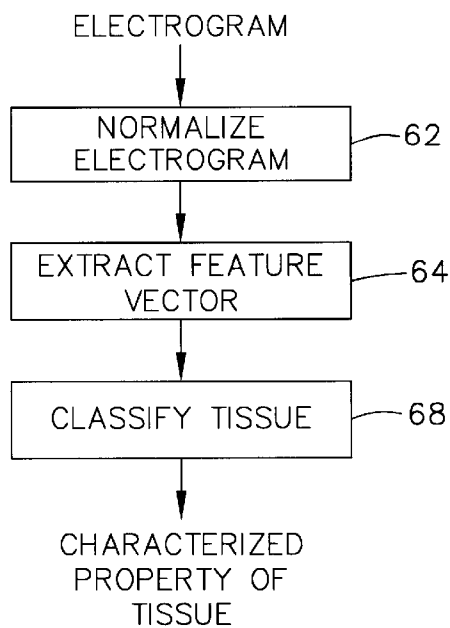 ELECTROGRAM
NORMALIZE
ELECTROGRAM
62
EXTRACT FEATURE
VECTOR
64
CLASSIFY TISSUE
68
CHARACTERIZED
PROPERTY OF
TISSUE